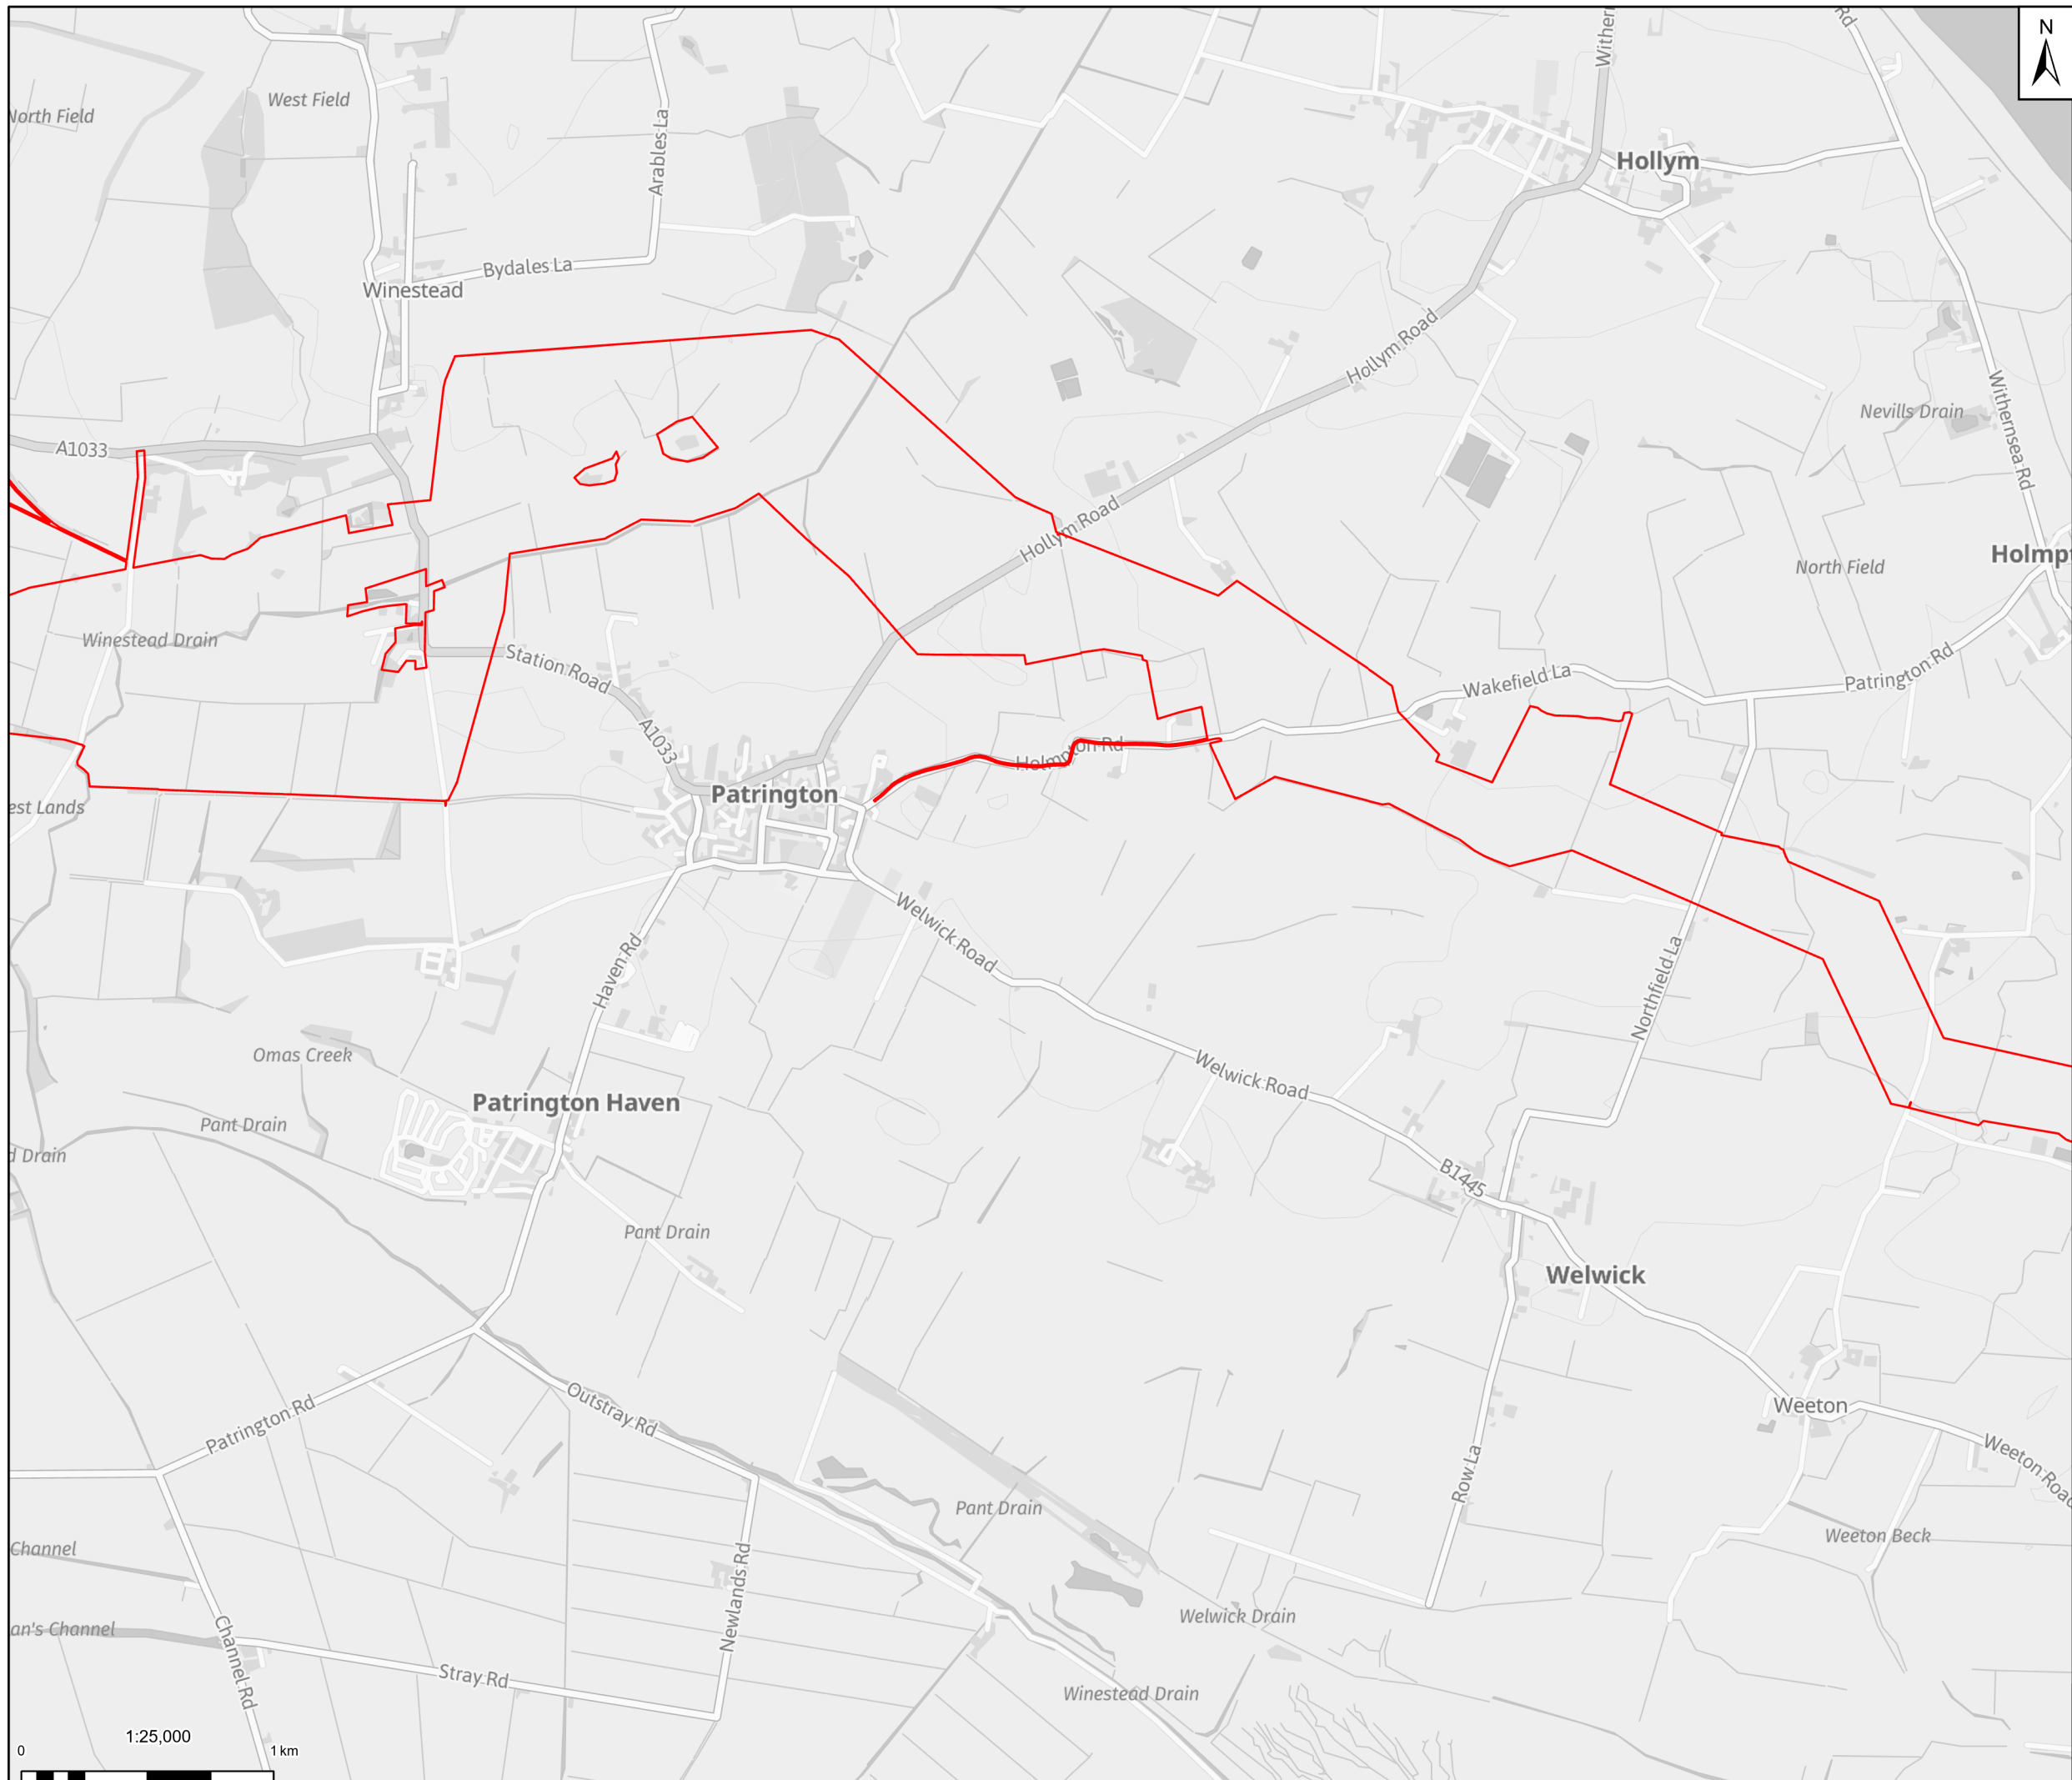 N
Withern
Rd
West Field
North Field
Arables La
Hollym
Bydales La
Winestead
Hollym Road
Withernsea Rd
Nevills Drain
A1033
Hollym Road
Holmpt
North Field
Winestead Drain
Station Road
Wakefield La
Patrington Rd
A1033
Holmpton Rd
Patrington
est Lands
Welwick Road
Haven Rd
Northfield La
Omas Creek
Welwick Road
Patrington Haven
Pant Drain
d Drain
B1445
Pant Drain
Welwick
Outstray Rd
Patrington Rd
Weeton
Weeton Road
Row La
Pant Drain
Weeton Beck
Channel
Newlands Rd
Welwick Drain
an's Channel
Channel Rd
Stray Rd
Winestead Drain
1:25,000
0
1 km